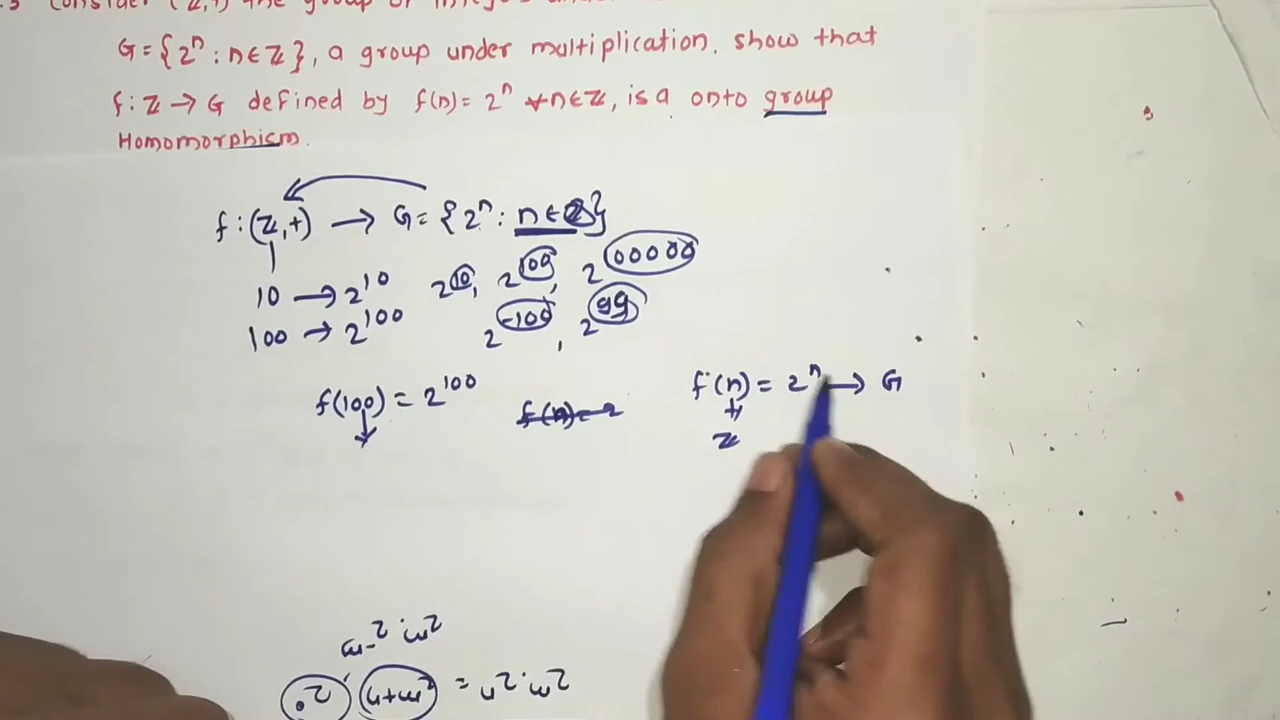 G = {2ⁿ : n ∈ ℤ}, a group under multiplication. show that
f : ℤ → G defined by f(n) = 2ⁿ ∀n∈ℤ, is a onto group
Homomorphism.
f : (ℤ,+) → G = {2ⁿ : n ∈ ℤ}
10 → 2¹⁰ 2¹⁰, 2¹⁰⁹, 2⁰⁰⁰⁰⁰
100 → 2¹⁰⁰ 2⁻¹⁰⁰, 2⁹⁹
f(100) = 2¹⁰⁰ f(n) = 2ⁿ → G
ℤ